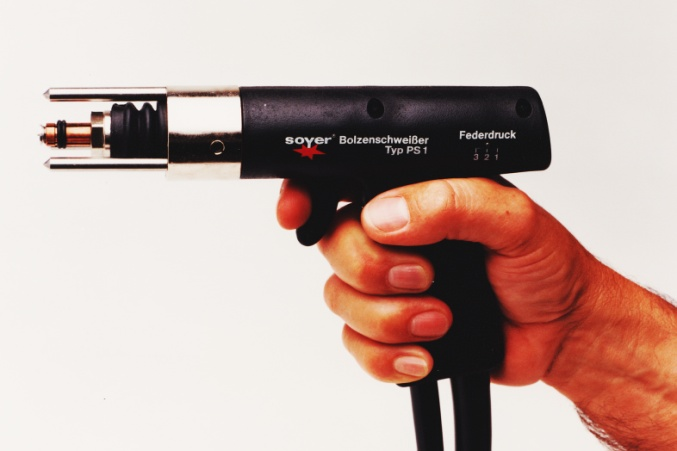 soyer® Bolzenschweißer
Typ PS 1
Federdruck
3 2 1